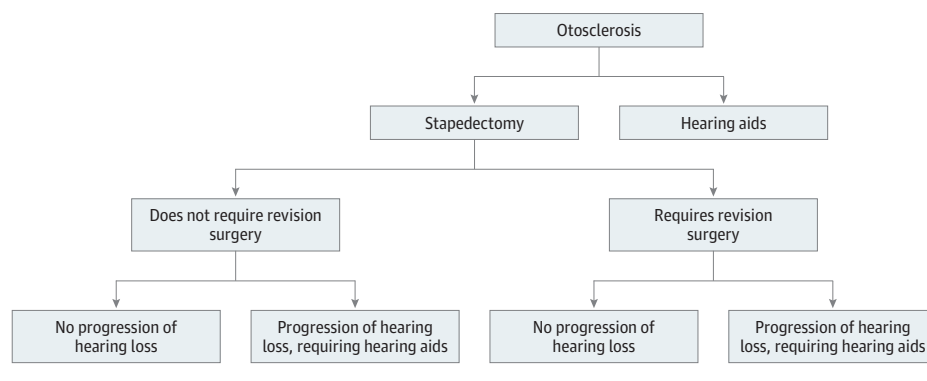 Otosclerosis
Stapedectomy
Hearing aids
Does not require revision
surgery
Requires revision
surgery
No progression of
hearing loss
Progression of hearing
loss, requiring hearing aids
No progression of
hearing loss
Progression of hearing
loss, requiring hearing aids